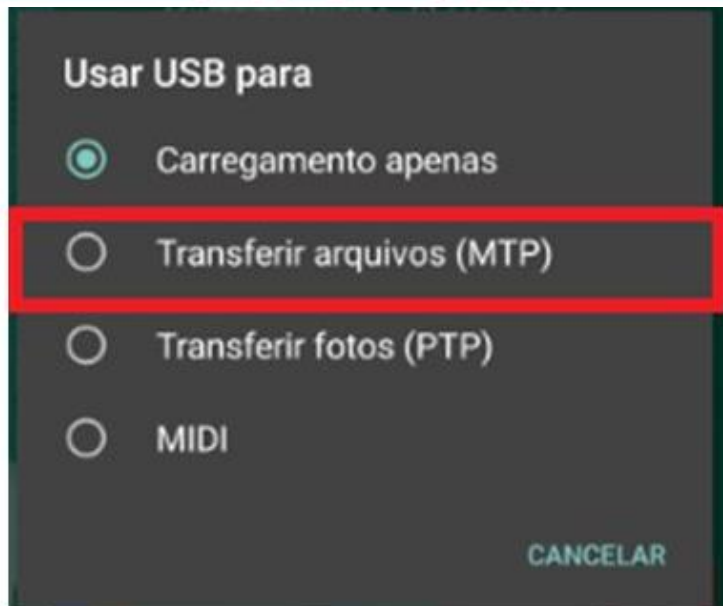 Usar USB para
Carregamento apenas
Transferir arquivos (MTP)
Transferir fotos (PTP)
MIDI
CANCELAR